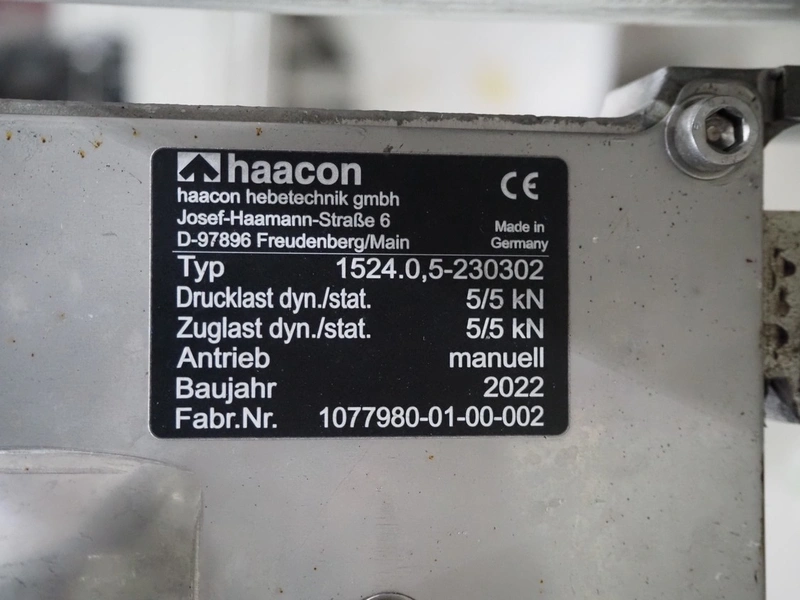 haacon
haacon hebetechnik gmbh
Josef-Haamann-Straße 6
D-97896 Freudenberg/Main
CE
Made in
Germany
Typ 1524.0,5-230302
Drucklast dyn./stat. 5/5 kN
Zuglast dyn./stat. 5/5 kN
Antrieb manuell
Baujahr 2022
Fabr.Nr. 1077980-01-00-002